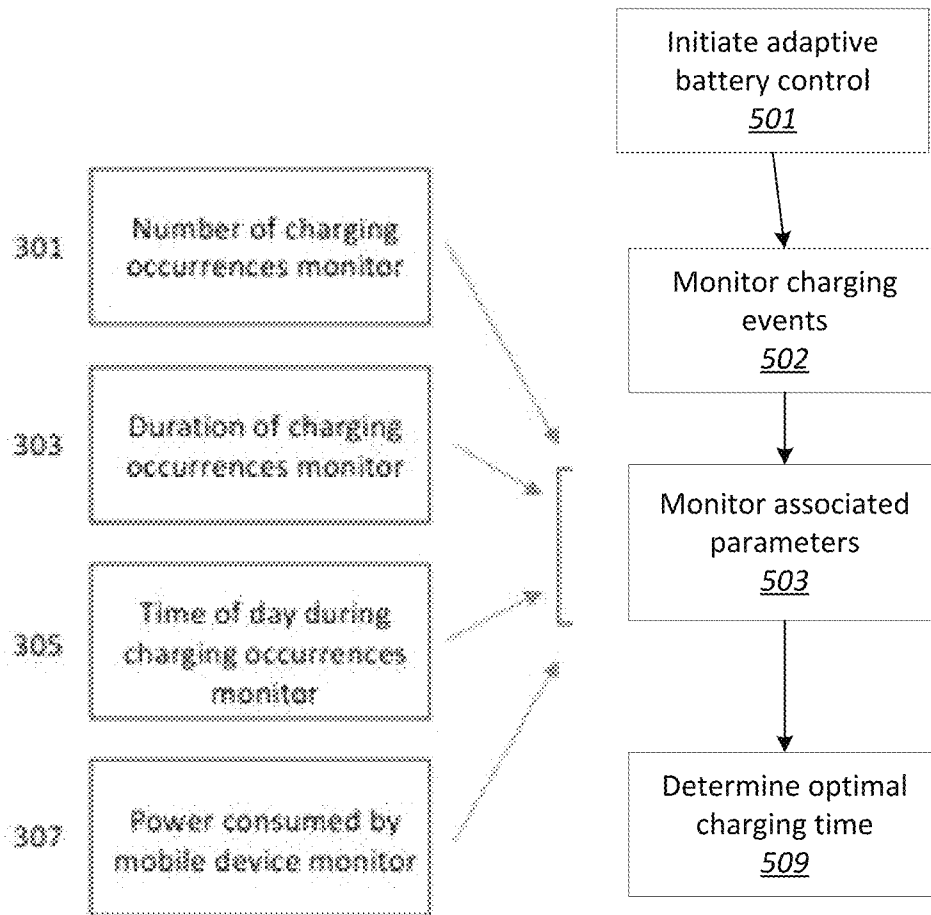 Initiate adaptive
battery control
501
301
Number of charging
occurrences monitor
Monitor charging
events
502
303
Duration of charging
occurrences monitor
Monitor associated
parameters
503
305
Time of day during
charging occurrences
monitor
307
Power consumed by
mobile device monitor
Determine optimal
charging time
509